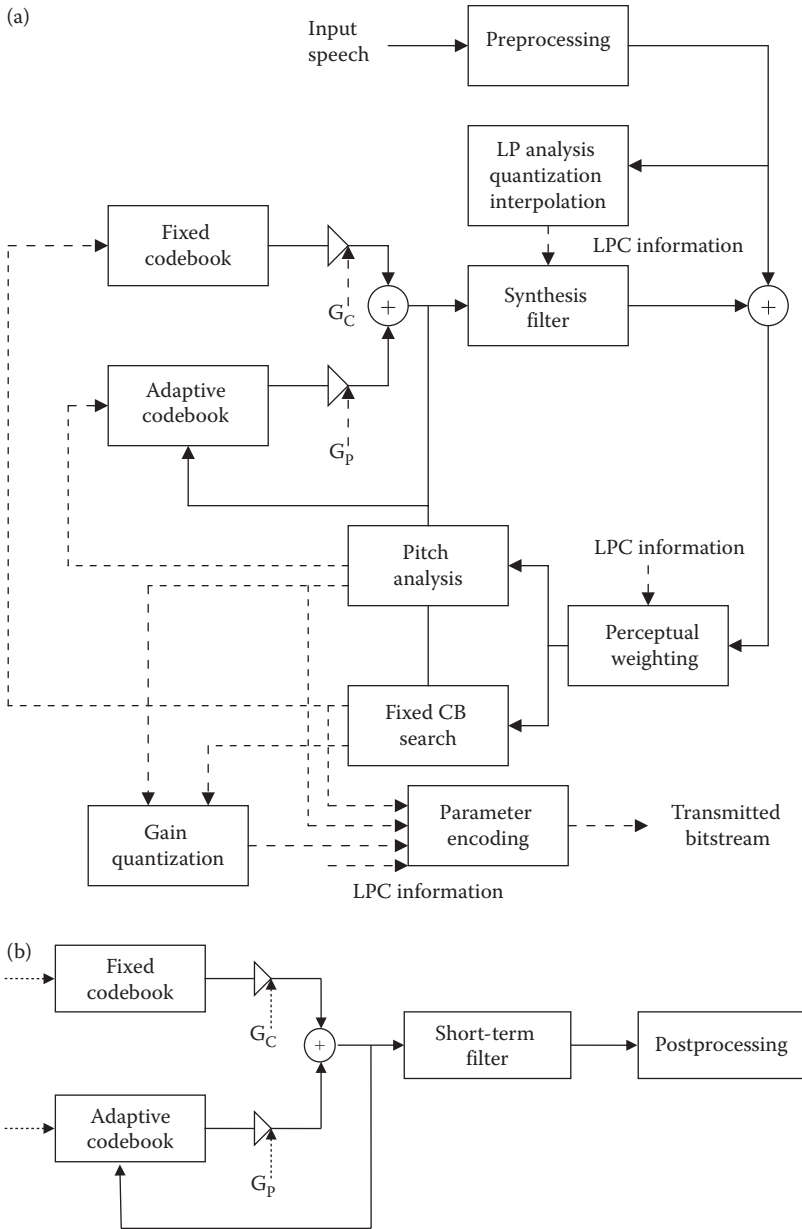 (a)
Input
speech
Preprocessing
LP analysis
quantization
interpolation
LPC information
Fixed
codebook
G_C
+
Synthesis
filter
+
Adaptive
codebook
G_P
Pitch
analysis
LPC information
Perceptual
weighting
Fixed CB
search
Gain
quantization
Parameter
encoding
Transmitted
bitstream
LPC information
(b)
Fixed
codebook
G_C
+
Short-term
filter
Postprocessing
Adaptive
codebook
G_P